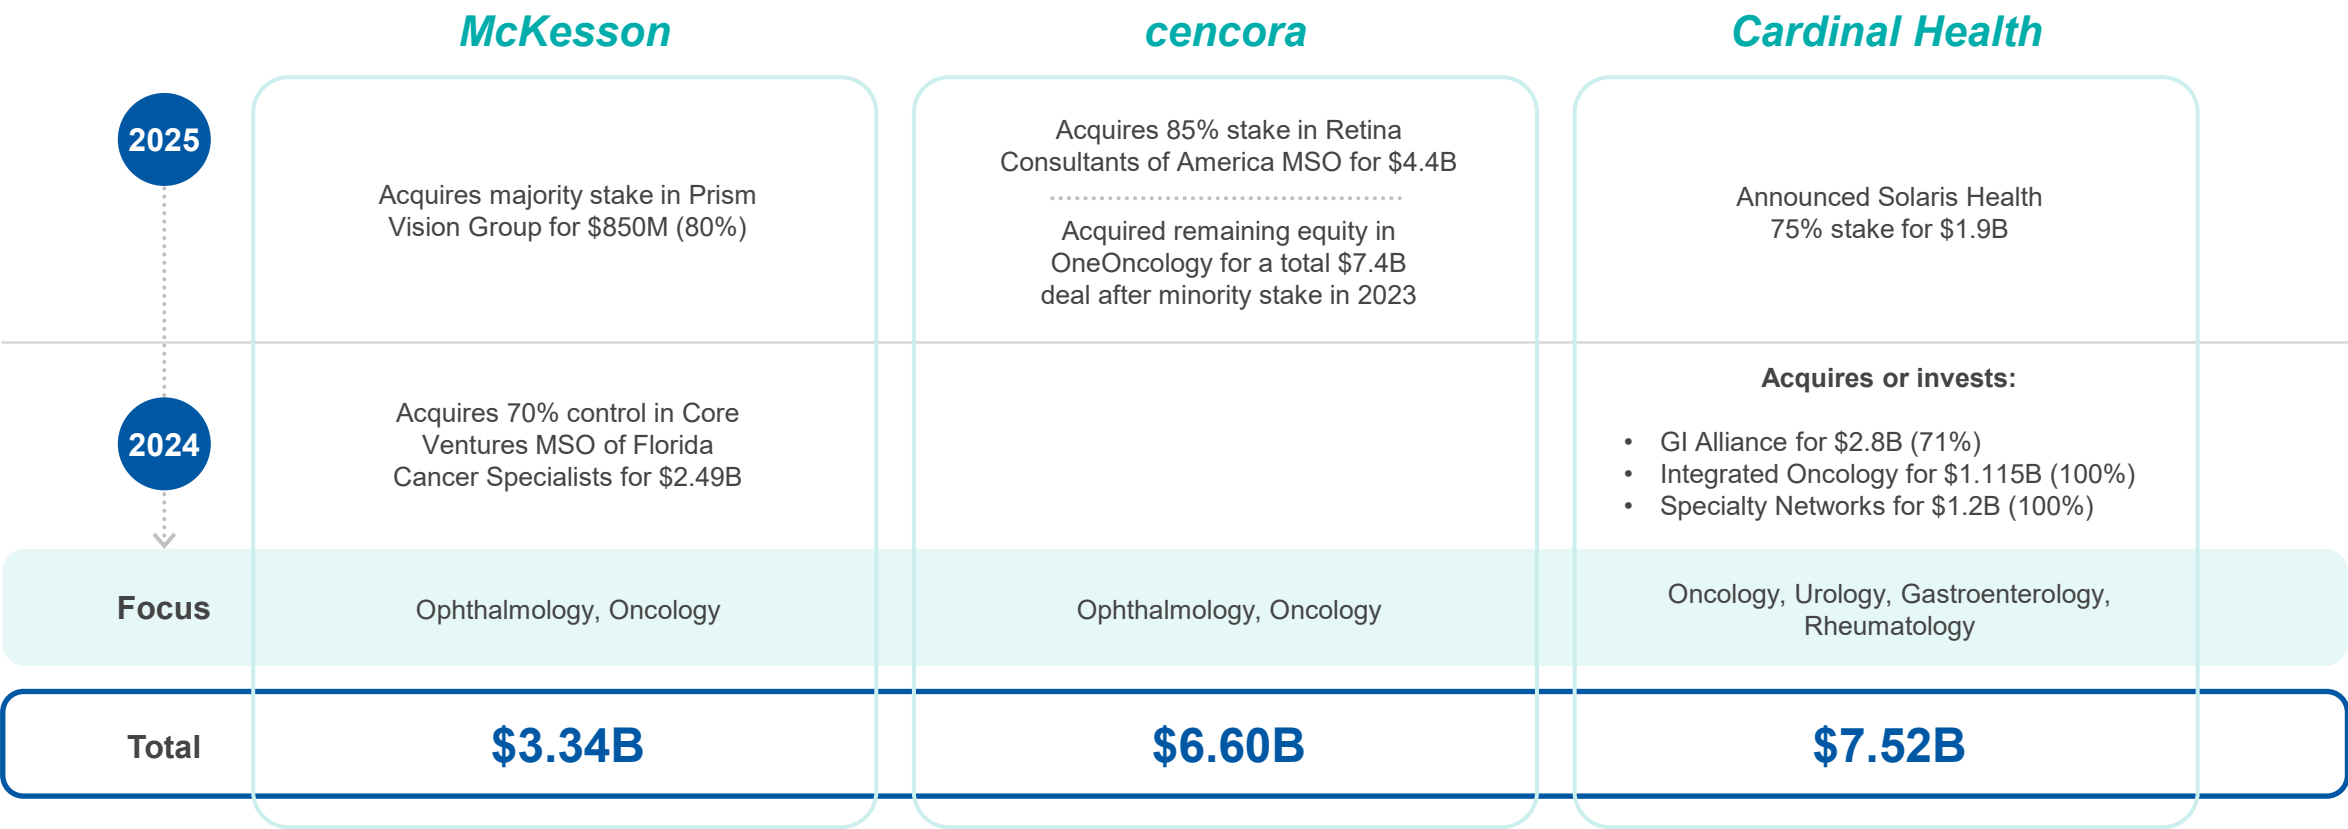 McKesson
cencora
Cardinal Health
2025
Acquires majority stake in Prism
Vision Group for $850M (80%)
Acquires 85% stake in Retina
Consultants of America MSO for $4.4B
Acquired remaining equity in
OneOncology for a total $7.4B
deal after minority stake in 2023
Announced Solaris Health
75% stake for $1.9B
2024
Acquires 70% control in Core
Ventures MSO of Florida
Cancer Specialists for $2.49B
Acquires or invests:
• GI Alliance for $2.8B (71%)
• Integrated Oncology for $1.115B (100%)
• Specialty Networks for $1.2B (100%)
Focus
Ophthalmology, Oncology
Ophthalmology, Oncology
Oncology, Urology, Gastroenterology,
Rheumatology
Total
$3.34B
$6.60B
$7.52B